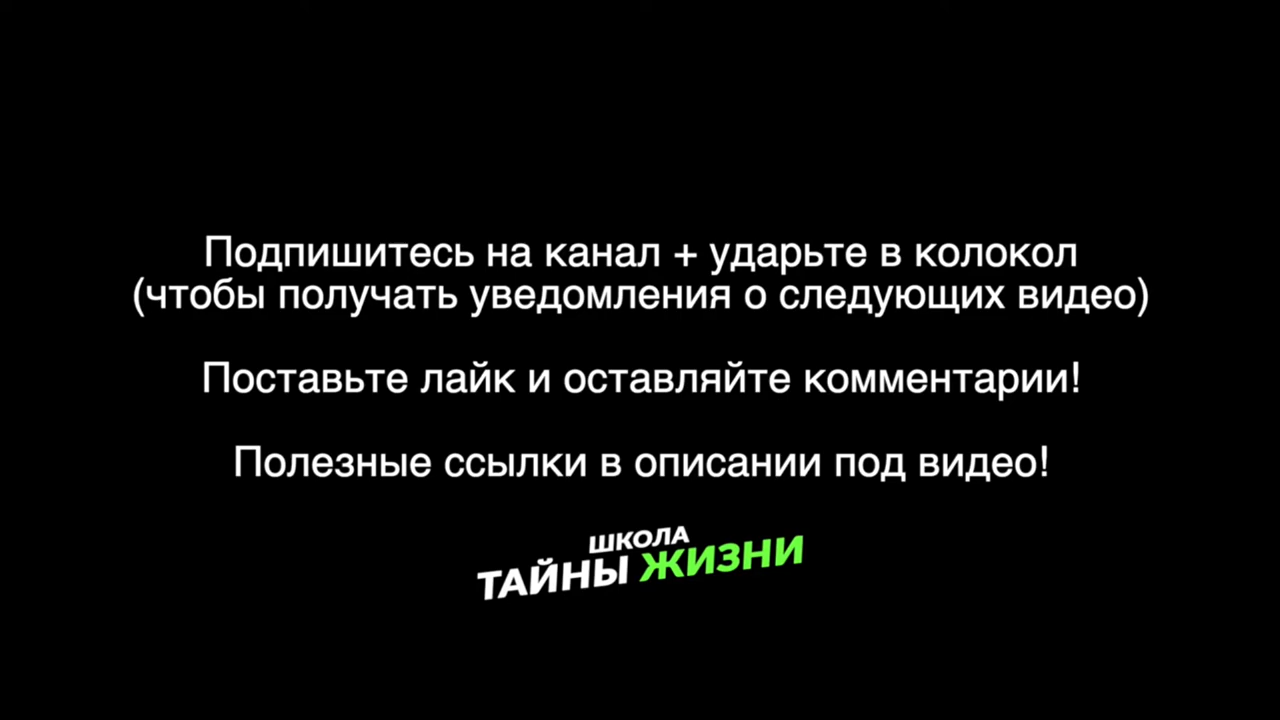 Подпишитесь на канал + ударьте в колокол
(чтобы получать уведомления о следующих видео)
Поставьте лайк и оставляйте комментарии!
Полезные ссылки в описании под видео!
ШКОЛА
ТАЙНЫ ЖИЗНИ